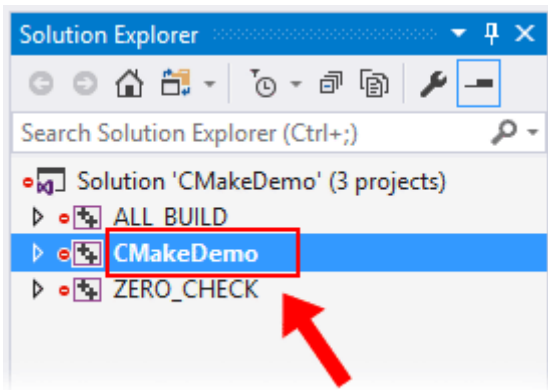 Solution Explorer
Search Solution Explorer (Ctrl+;)
Solution 'CMakeDemo' (3 projects)
ALL_BUILD
CMakeDemo
ZERO_CHECK